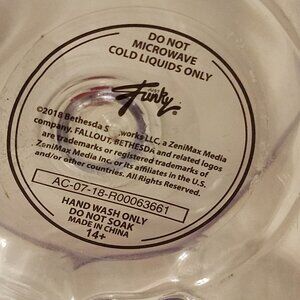 DO NOT
MICROWAVE
COLD LIQUIDS ONLY
Funky
©2018 Bethesda S works LLC, a ZeniMax Media
company. FALLOUT, BETHESDA and related logos
are trademarks or registered trademarks of
ZeniMax Media Inc. or its affiliates in the U.S.
and/or other countries. All Rights Reserved.
AC-07-18-R00063661
HAND WASH ONLY
DO NOT SOAK
MADE IN CHINA
14+